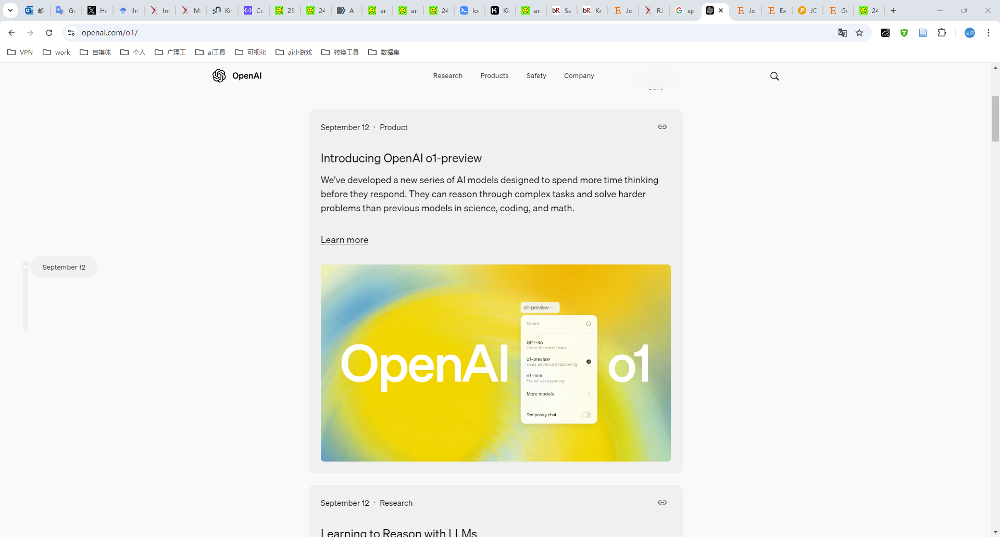 邮
Gc
Hc
lln
Im
M
Kn
Cc
23
24
A
ar
ar
24
lo
Ki
ar
bR
Se
bR
Kr
Jo
RJ
sp
Jo
Ex
JC
Gu
24
openai.com/o1/
达荣
VPN
work
自媒体
个人
广理工
ai工具
可视化
ai小游戏
转换工具
数据集
OpenAI
Research
Products
Safety
Company
September 12 · Product
Introducing OpenAI o1-preview
We've developed a new series of AI models designed to spend more time thinking
before they respond. They can reason through complex tasks and solve harder
problems than previous models in science, coding, and math.
Learn more
September 12
OpenAI
o1-preview
Model
GPT-4o
Great for most tasks
o1-preview
Uses advanced reasoning
o1-mini
Faster at reasoning
More models
Temporary chat
o1
September 12 · Research
Learning to Reason with LLMs